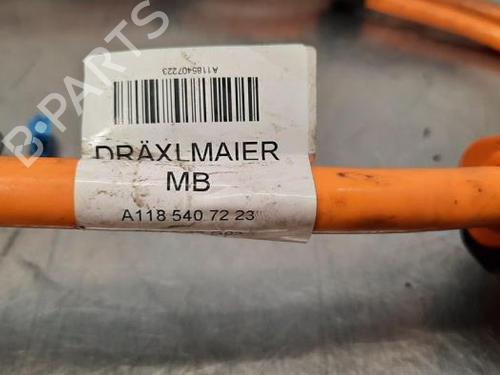 A1185407223
DRÄXLMAIER
MB
A118 540 72 23
B-PARTS